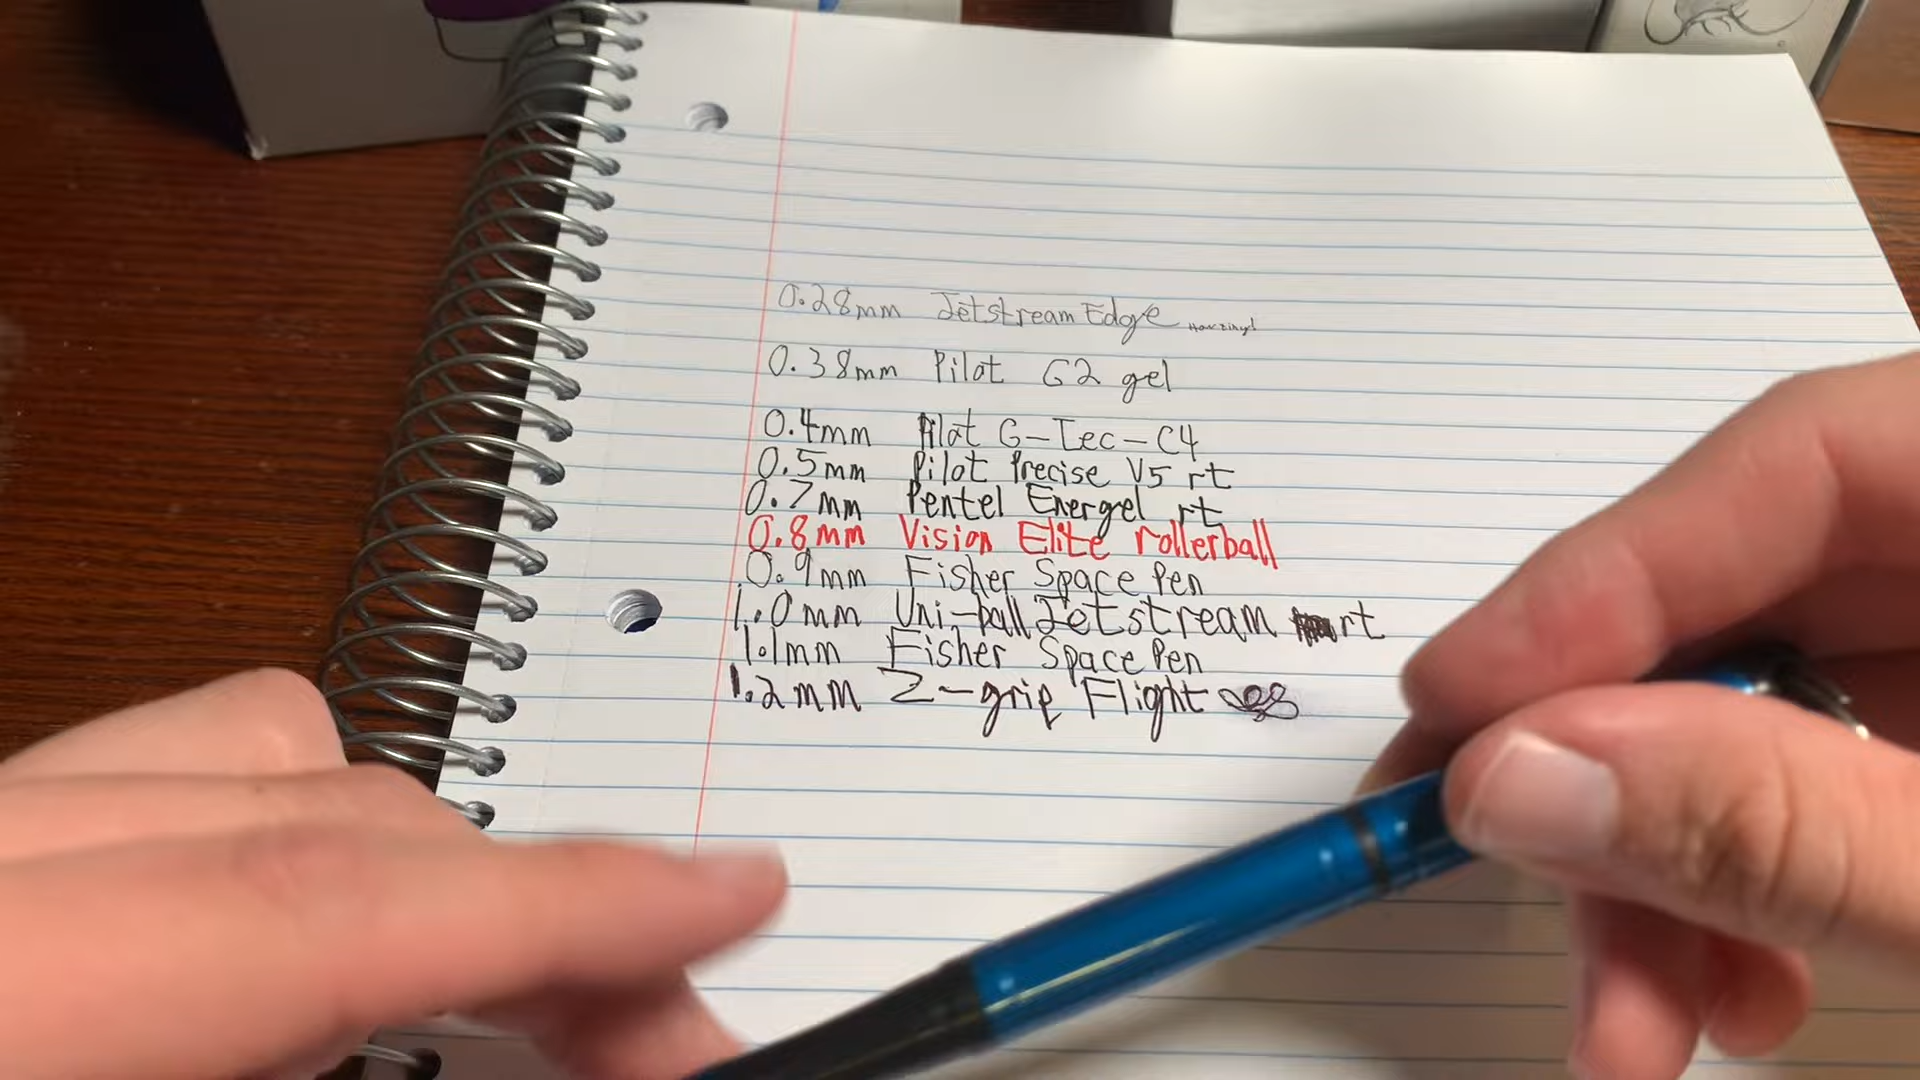 0.28mm Jetstream Edge
0.38mm Pilot G2 gel
0.4mm Pilot G-Tec-C4
0.5mm Pilot Precise V5 rt
0.7mm Pentel Energel rt
0.8mm Vision Elite rollerball
0.9mm Fisher Space Pen
1.0mm Uni-ball Jetstream rt
1.1mm Fisher Space Pen
1.2mm Z-grip Flight